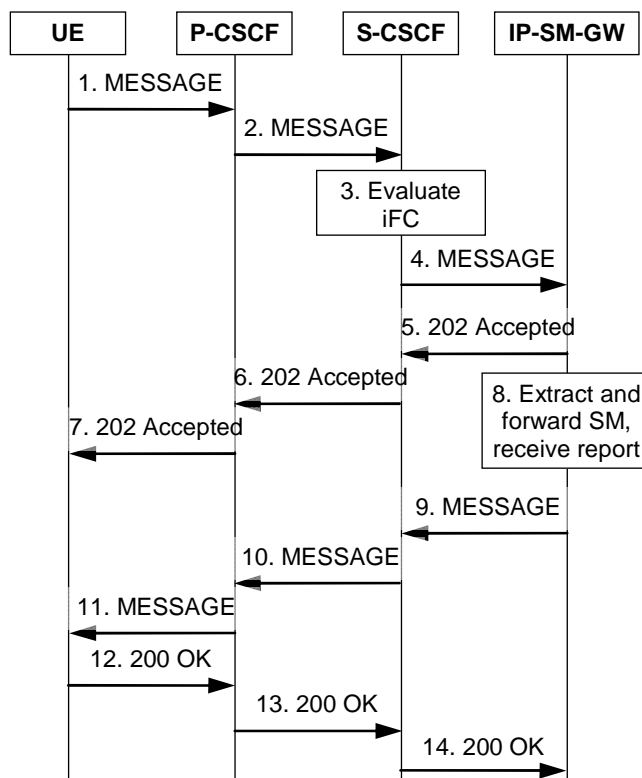 UE
P-CSCF
S-CSCF
IP-SM-GW
1. MESSAGE
2. MESSAGE
3. Evaluate
iFC
4. MESSAGE
5. 202 Accepted
6. 202 Accepted
7. 202 Accepted
8. Extract and
forward SM,
receive report
9. MESSAGE
10. MESSAGE
11. MESSAGE
12. 200 OK
13. 200 OK
14. 200 OK